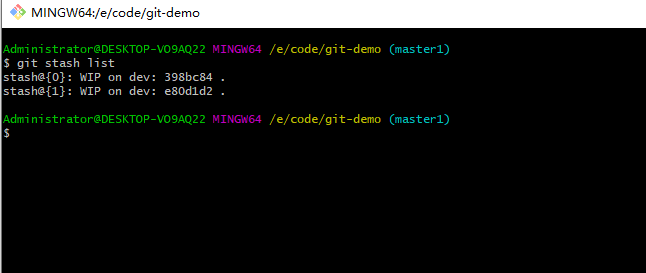 MINGW64:/e/code/git-demo
Administrator@DESKTOP-VO9AQ22 MINGW64 /e/code/git-demo (master1)
$ git stash list
stash@{0}: WIP on dev: 398bc84 .
stash@{1}: WIP on dev: e80d1d2 .
Administrator@DESKTOP-VO9AQ22 MINGW64 /e/code/git-demo (master1)
$